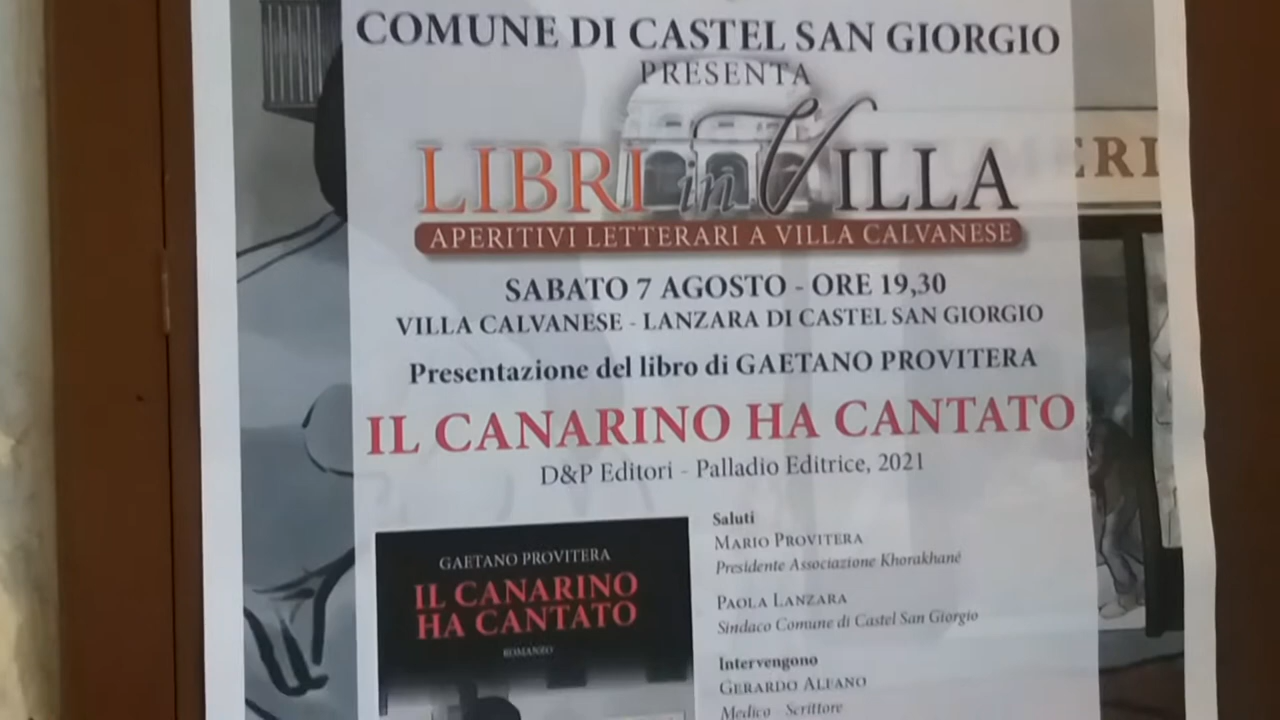 COMUNE DI CASTEL SAN GIORGIO
PRESENTA
LIBRI in VILLA
ERI
APERITIVI LETTERARI A VILLA CALVANESE
SABATO 7 AGOSTO - ORE 19,30
VILLA CALVANESE - LANZARA DI CASTEL SAN GIORGIO
Presentazione del libro di GAETANO PROVITERA
IL CANARINO HA CANTATO
D&P Editori - Palladio Editrice, 2021
GAETANO PROVITERA
IL CANARINO
HA CANTATO
ROMANZO
Saluti
MARIO PROVITERA
Presidente Associazione Khorakhané
PAOLA LANZARA
Sindaco Comune di Castel San Giorgio
Intervengono
GERARDO ALFANO
Medico - Scrittore